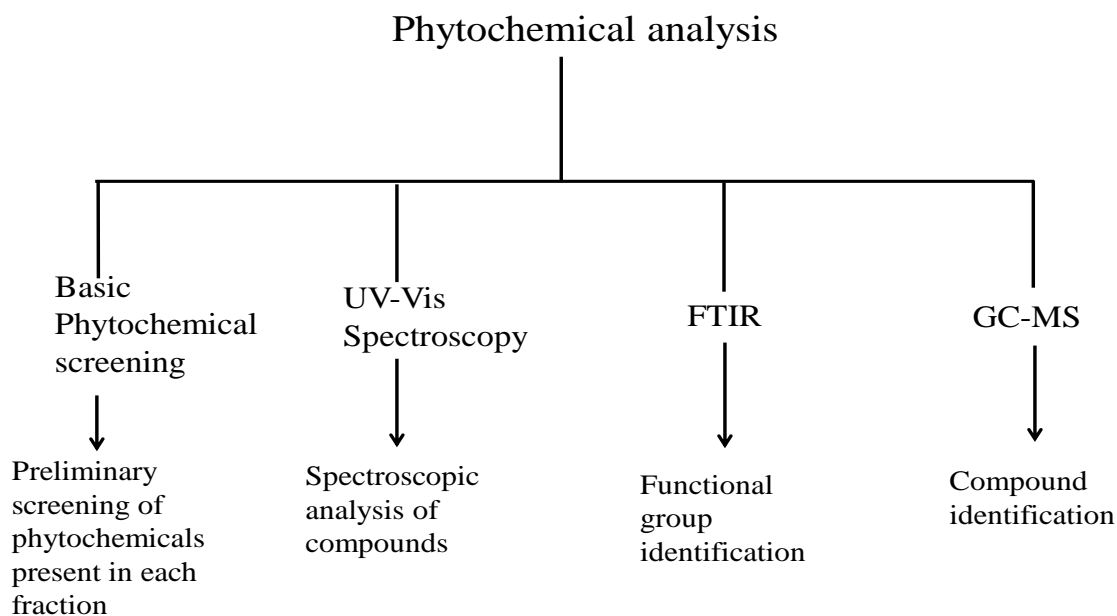 Phytochemical analysis
Basic
Phytochemical
screening
UV-Vis
Spectroscopy
FTIR
GC-MS
Preliminary
screening of
phytochemicals
present in each
fraction
Spectroscopic
analysis of
compounds
Functional
group
identification
Compound
identification